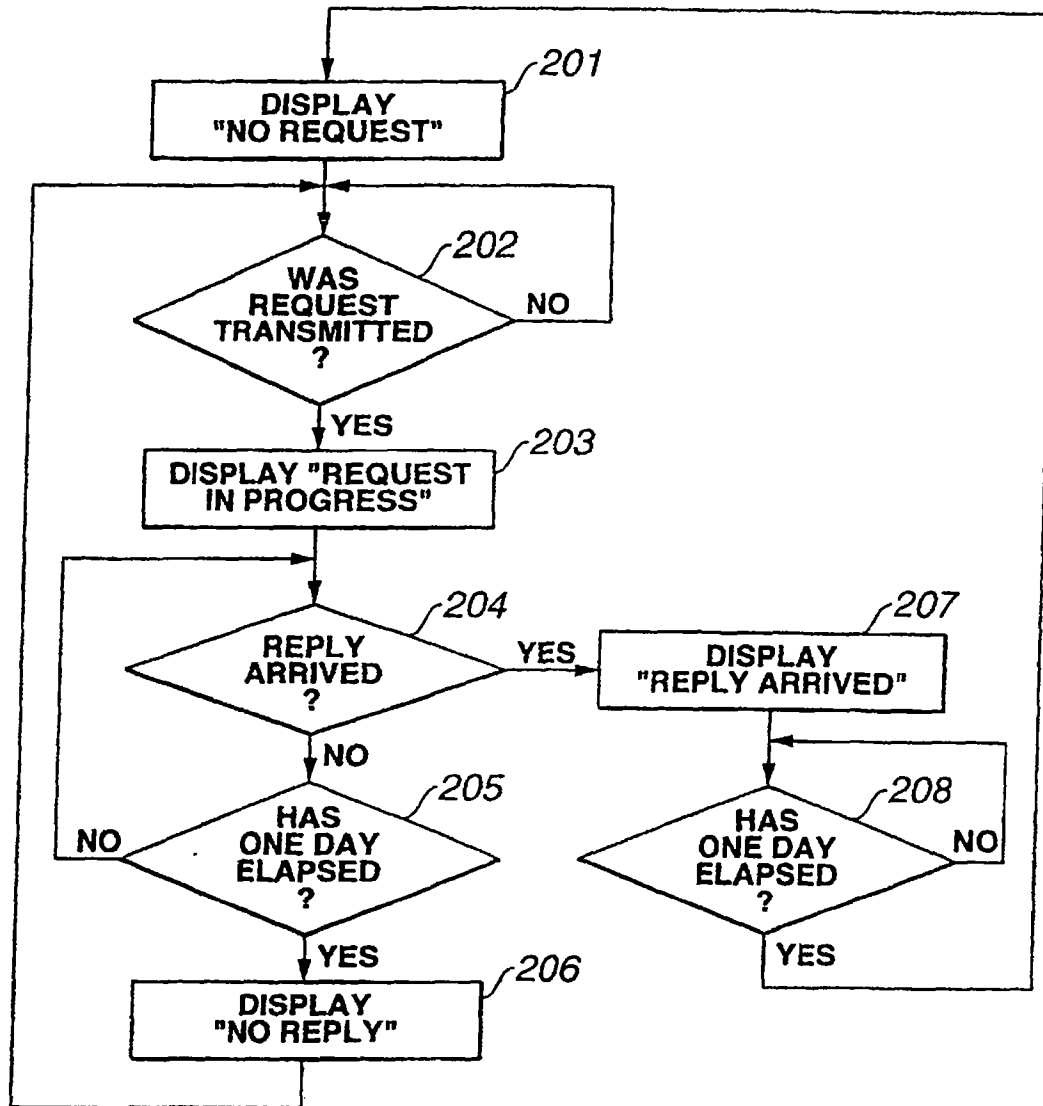 201
DISPLAY
"NO REQUEST"
202
WAS
REQUEST
TRANSMITTED
?
NO
YES
203
DISPLAY "REQUEST
IN PROGRESS"
204
REPLY
ARRIVED
?
YES
207
DISPLAY
"REPLY ARRIVED"
NO
205
HAS
ONE DAY
ELAPSED
?
NO
208
HAS
ONE DAY
ELAPSED
?
NO
YES
YES
206
DISPLAY
"NO REPLY"